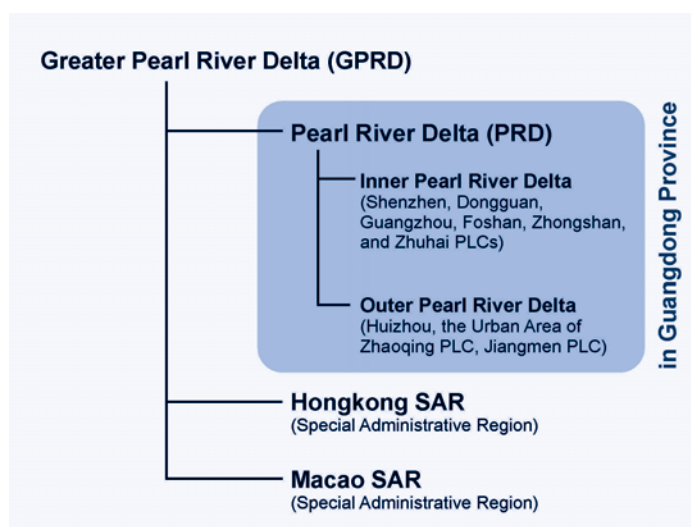 Greater Pearl River Delta (GPRD)
Pearl River Delta (PRD)
Inner Pearl River Delta
(Shenzhen, Dongguan,
Guangzhou, Foshan, Zhongshan,
and Zhuhai PLCs)
Outer Pearl River Delta
(Huizhou, the Urban Area of
Zhaoqing PLC, Jiangmen PLC)
in Guangdong Province
Hongkong SAR
(Special Administrative Region)
Macao SAR
(Special Administrative Region)